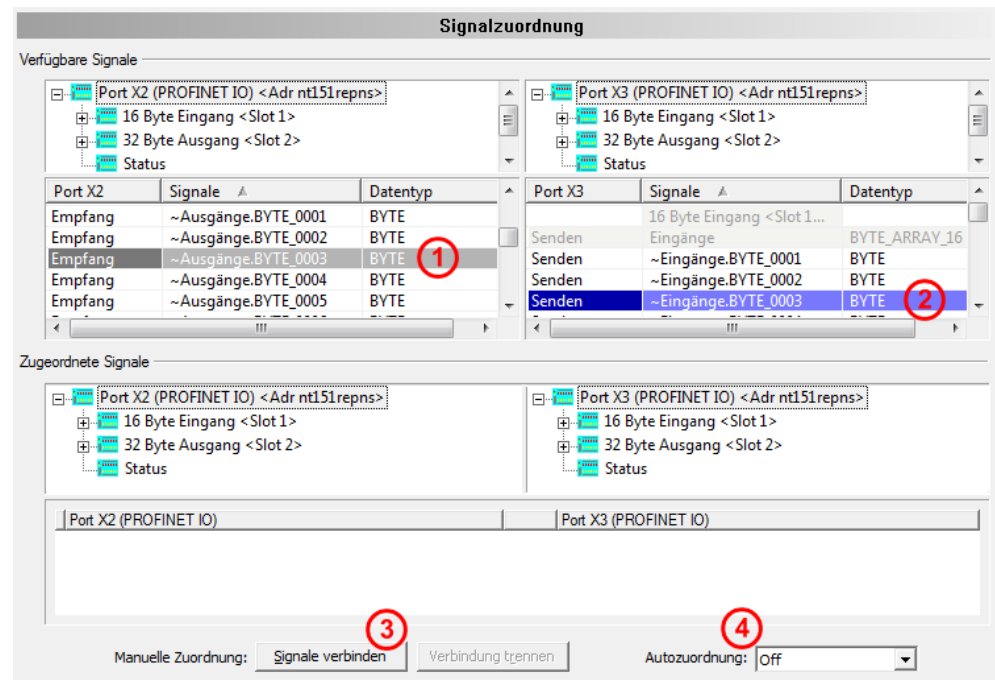 Signalzuordnung
Verfügbare Signale
Port X2 (PROFINET IO) <Adr nt151repns>
16 Byte Eingang <Slot 1>
32 Byte Ausgang <Slot 2>
Status
Port X3 (PROFINET IO) <Adr nt151repns>
16 Byte Eingang <Slot 1>
32 Byte Ausgang <Slot 2>
Status
Port X2 Signale Datentyp
Empfang ~Ausgänge.BYTE_0001 BYTE
Empfang ~Ausgänge.BYTE_0002 BYTE
Empfang ~Ausgänge.BYTE_0003 BYTE 1
Empfang ~Ausgänge.BYTE_0004 BYTE
Empfang ~Ausgänge.BYTE_0005 BYTE
Port X3 Signale Datentyp
16 Byte Eingang <Slot 1...
Senden Eingänge BYTE_ARRAY_16
Senden ~Eingänge.BYTE_0001 BYTE
Senden ~Eingänge.BYTE_0002 BYTE
Senden ~Eingänge.BYTE_0003 BYTE 2
Zugeordnete Signale
Port X2 (PROFINET IO) <Adr nt151repns>
16 Byte Eingang <Slot 1>
32 Byte Ausgang <Slot 2>
Status
Port X3 (PROFINET IO) <Adr nt151repns>
16 Byte Eingang <Slot 1>
32 Byte Ausgang <Slot 2>
Status
Port X2 (PROFINET IO) Port X3 (PROFINET IO)
3 4
Manuelle Zuordnung: Signale verbinden Verbindung trennen Autozuordnung: Off